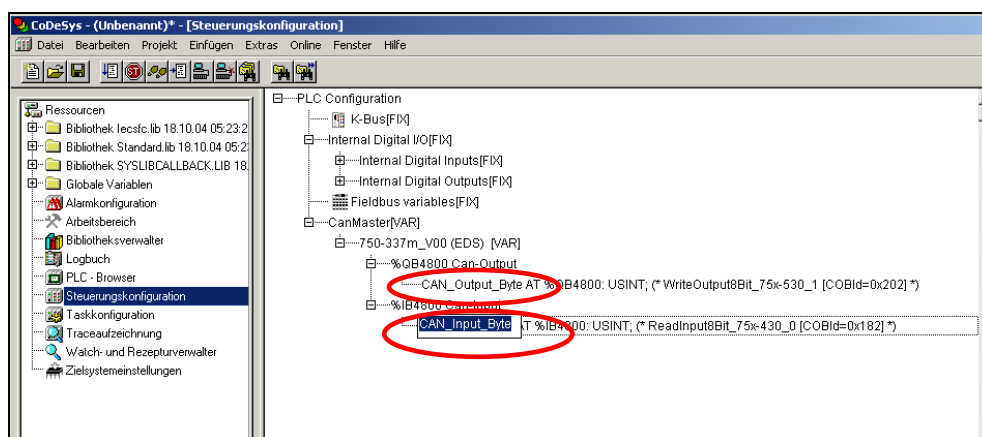 CoDeSys - (Unbenannt)* - [Steuerungskonfiguration]
Datei Bearbeiten Projekt Einfügen Extras Online Fenster Hilfe
Ressourcen
Bibliothek Iecsfc.lib 18.10.04 05:23:2
Bibliothek Standard.lib 18.10.04 05:2
Bibliothek SYSLIBCALLBACK.LIB 18.
Globale Variablen
Alarmkonfiguration
Arbeitsbereich
Bibliotheksverwalter
Logbuch
PLC - Browser
Steuerungskonfiguration
Taskkonfiguration
Traceaufzeichnung
Watch- und Rezepturverwalter
Zielsystemeinstellungen
PLC Configuration
K-Bus[FIX]
Internal Digital I/O[FIX]
Internal Digital Inputs[FIX]
Internal Digital Outputs[FIX]
Fieldbus variables[FIX]
CanMaster[VAR]
750-337m_V00 (EDS) [VAR]
%QB4800 Can-Output
CAN_Output_Byte AT %QB4800: USINT; (* WriteOutput8Bit_75x-530_1 [COBId=0x202] *)
%IB4800 Can-Input
CAN_Input_Byte AT %IB4800: USINT; (* ReadInput8Bit_75x-430_0 [COBId=0x182] *)